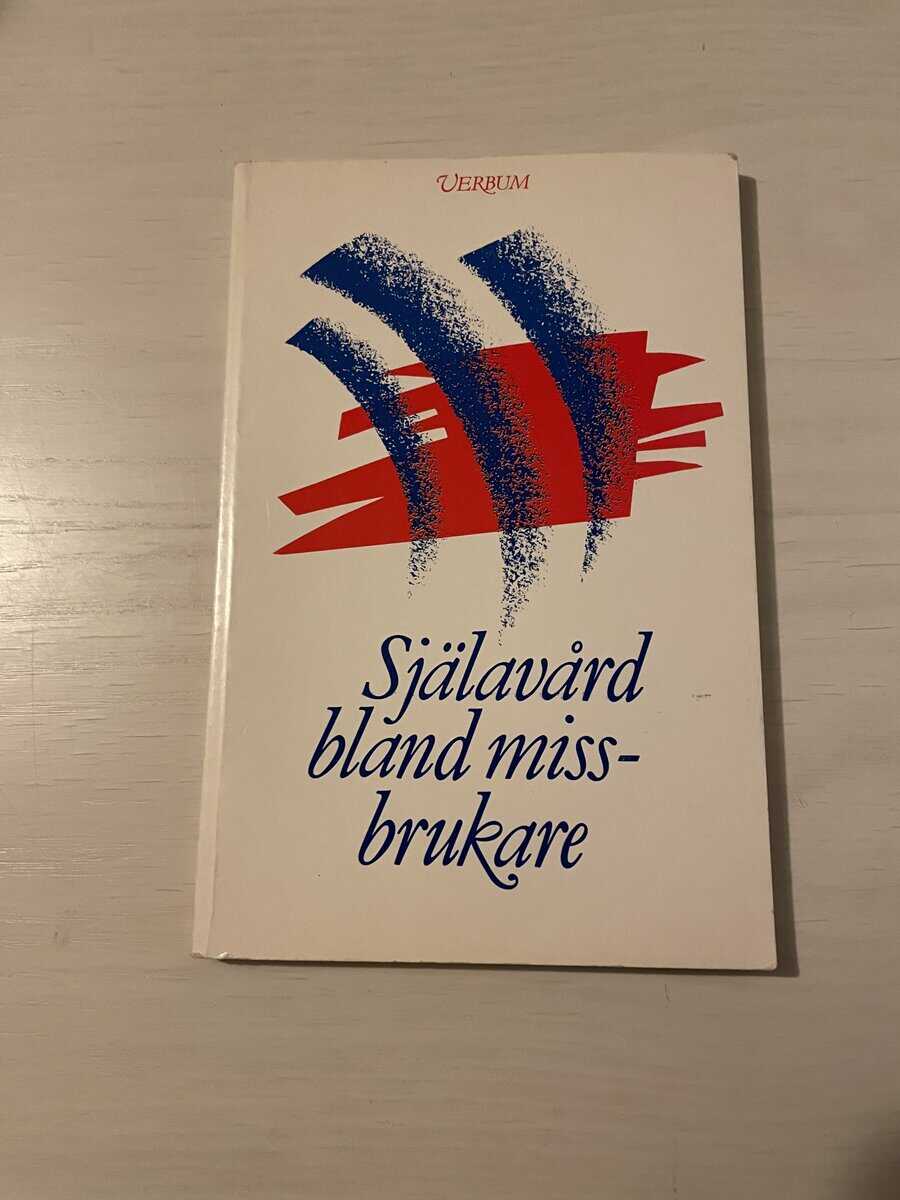 VERBUM
Själavård
bland miss-
brukare